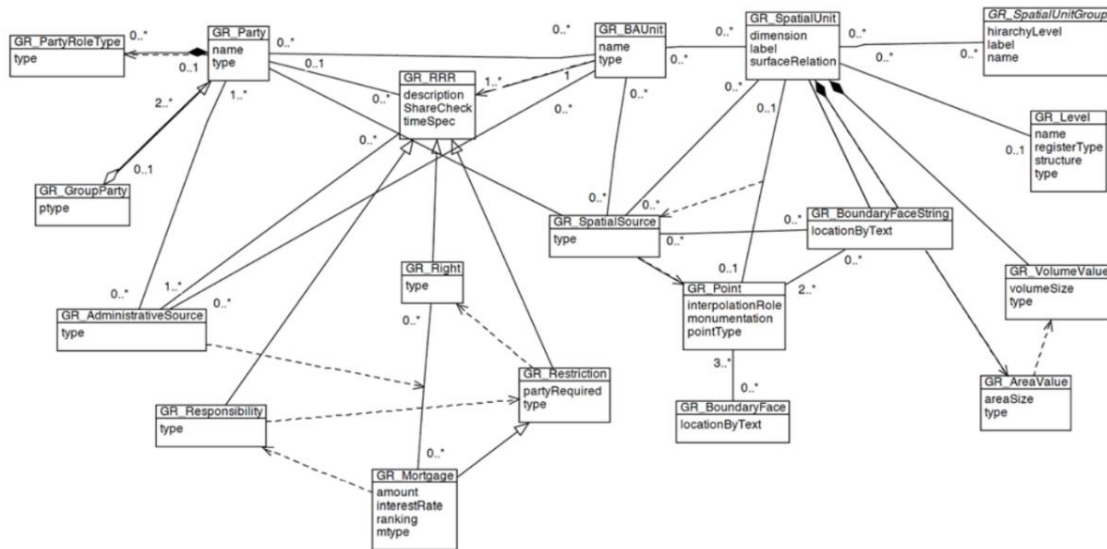 GR_PartyRoleType
type
0..*
0..1
GR_Party
name
type
0..*
0..1
0..*
2..*
1..*
0..1
GR_GroupParty
ptype
GR_RRR
description
ShareCheck
timeSpec
0..*
1..*
1
0..*
GR_BAUnit
name
type
0..*
0..*
0..*
0..*
GR_SpatialUnit
dimension
label
surfaceRelation
0..*
0..*
0..*
0..1
0..*
0..*
GR_SpatialUnitGroup
hirarchyLevel
label
name
GR_Level
name
registerType
structure
type
0..1
0..*
0..*
GR_SpatialSource
type
0..*
0..*
GR_BoundaryFaceString
locationByText
0..*
0..1
2..*
GR_Point
interpolationRole
monumentation
pointType
3..*
0..*
GR_BoundaryFace
locationByText
GR_VolumeValue
volumeSize
type
GR_AreaValue
areaSize
type
0..*
1..*
0..*
GR_AdministrativeSource
type
GR_Right
type
0..*
GR_Restriction
partyRequired
type
GR_Responsibility
type
0..*
GR_Mortgage
amount
interestRate
ranking
mtype